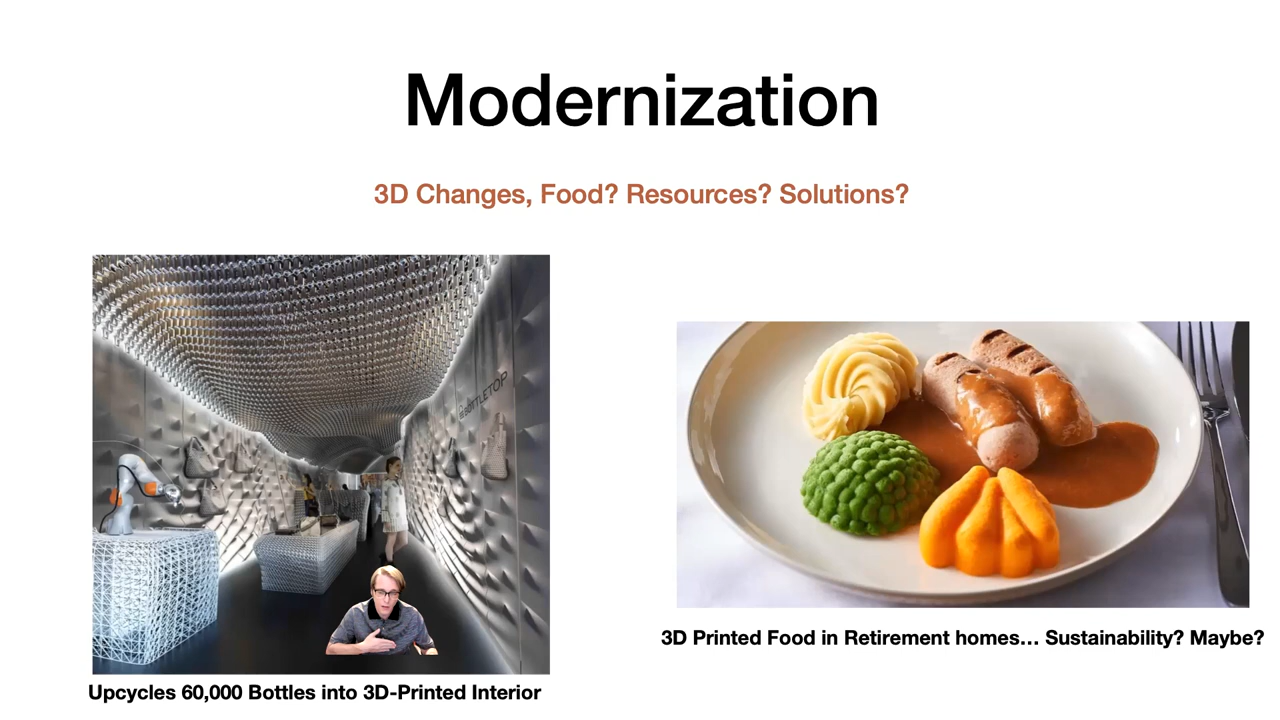 Modernization
3D Changes, Food? Resources? Solutions?
@BOTTLETOP
Upcycles 60,000 Bottles into 3D-Printed Interior
3D Printed Food in Retirement homes… Sustainability? Maybe?